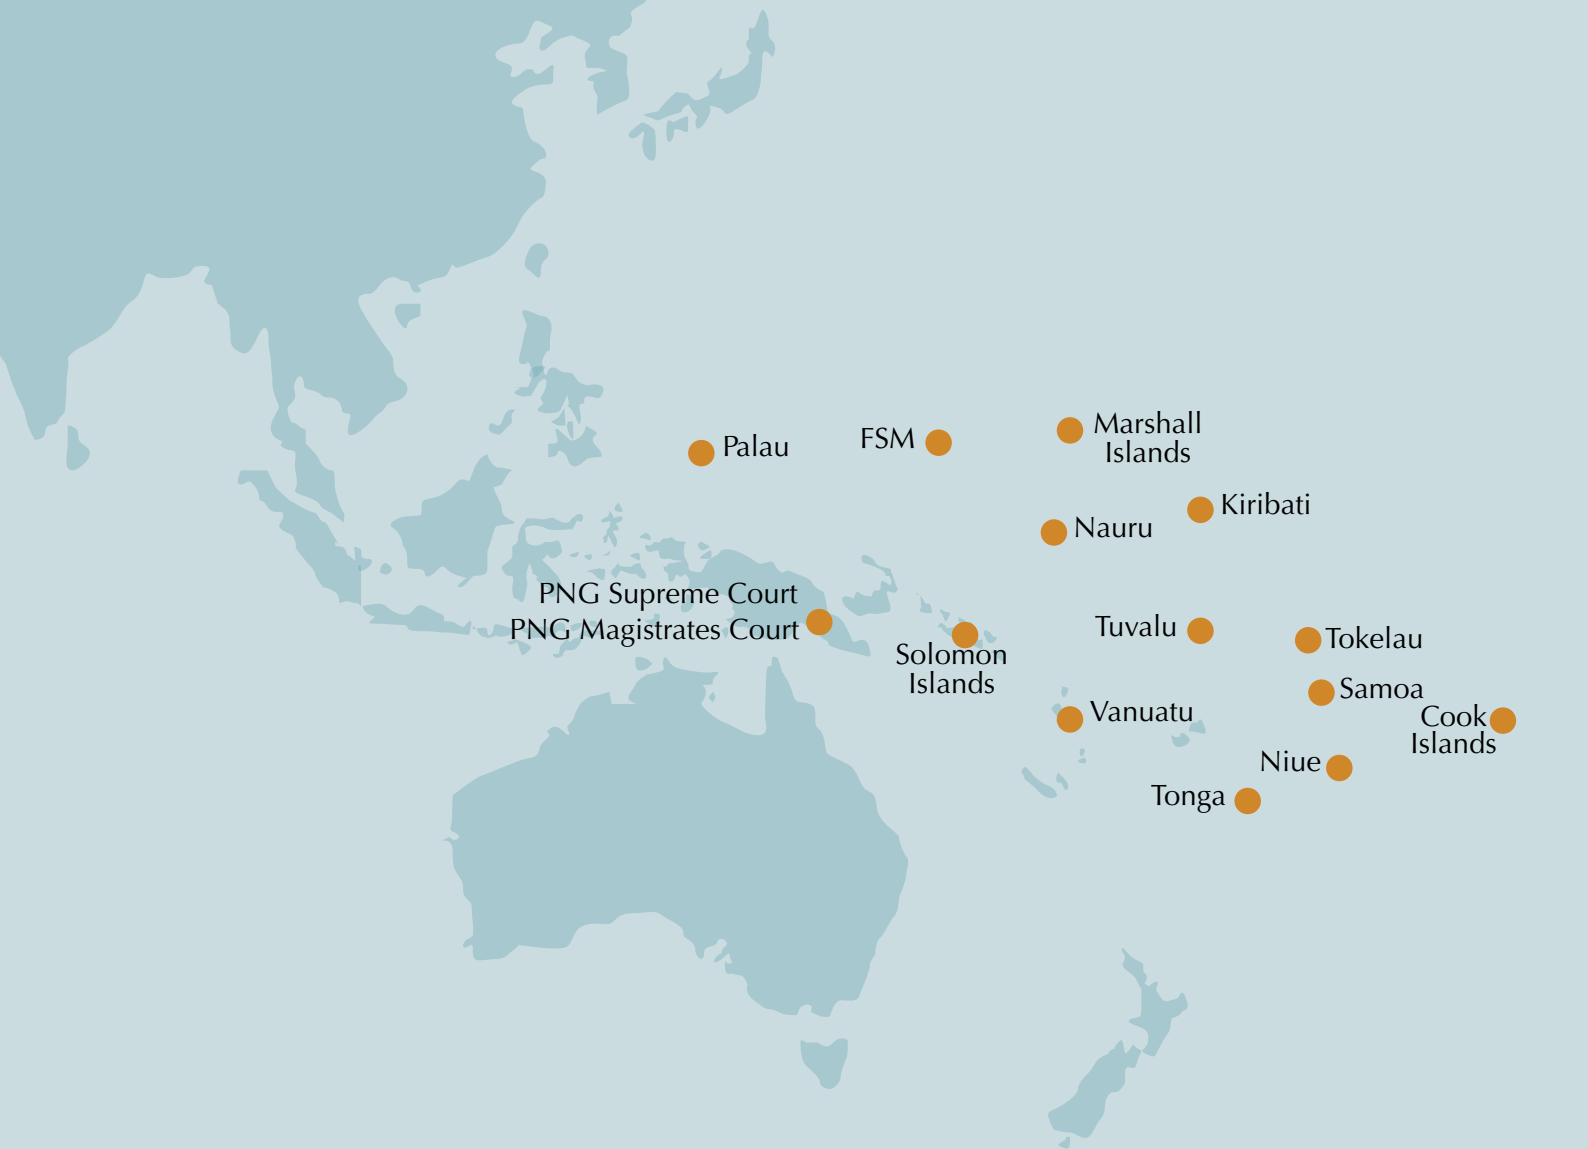 Marshall
Islands
FSM
Palau
Kiribati
Nauru
PNG Supreme Court
PNG Magistrates Court
Solomon
Islands
Tuvalu
Tokelau
Samoa
Vanuatu
Cook
Islands
Niue
Tonga